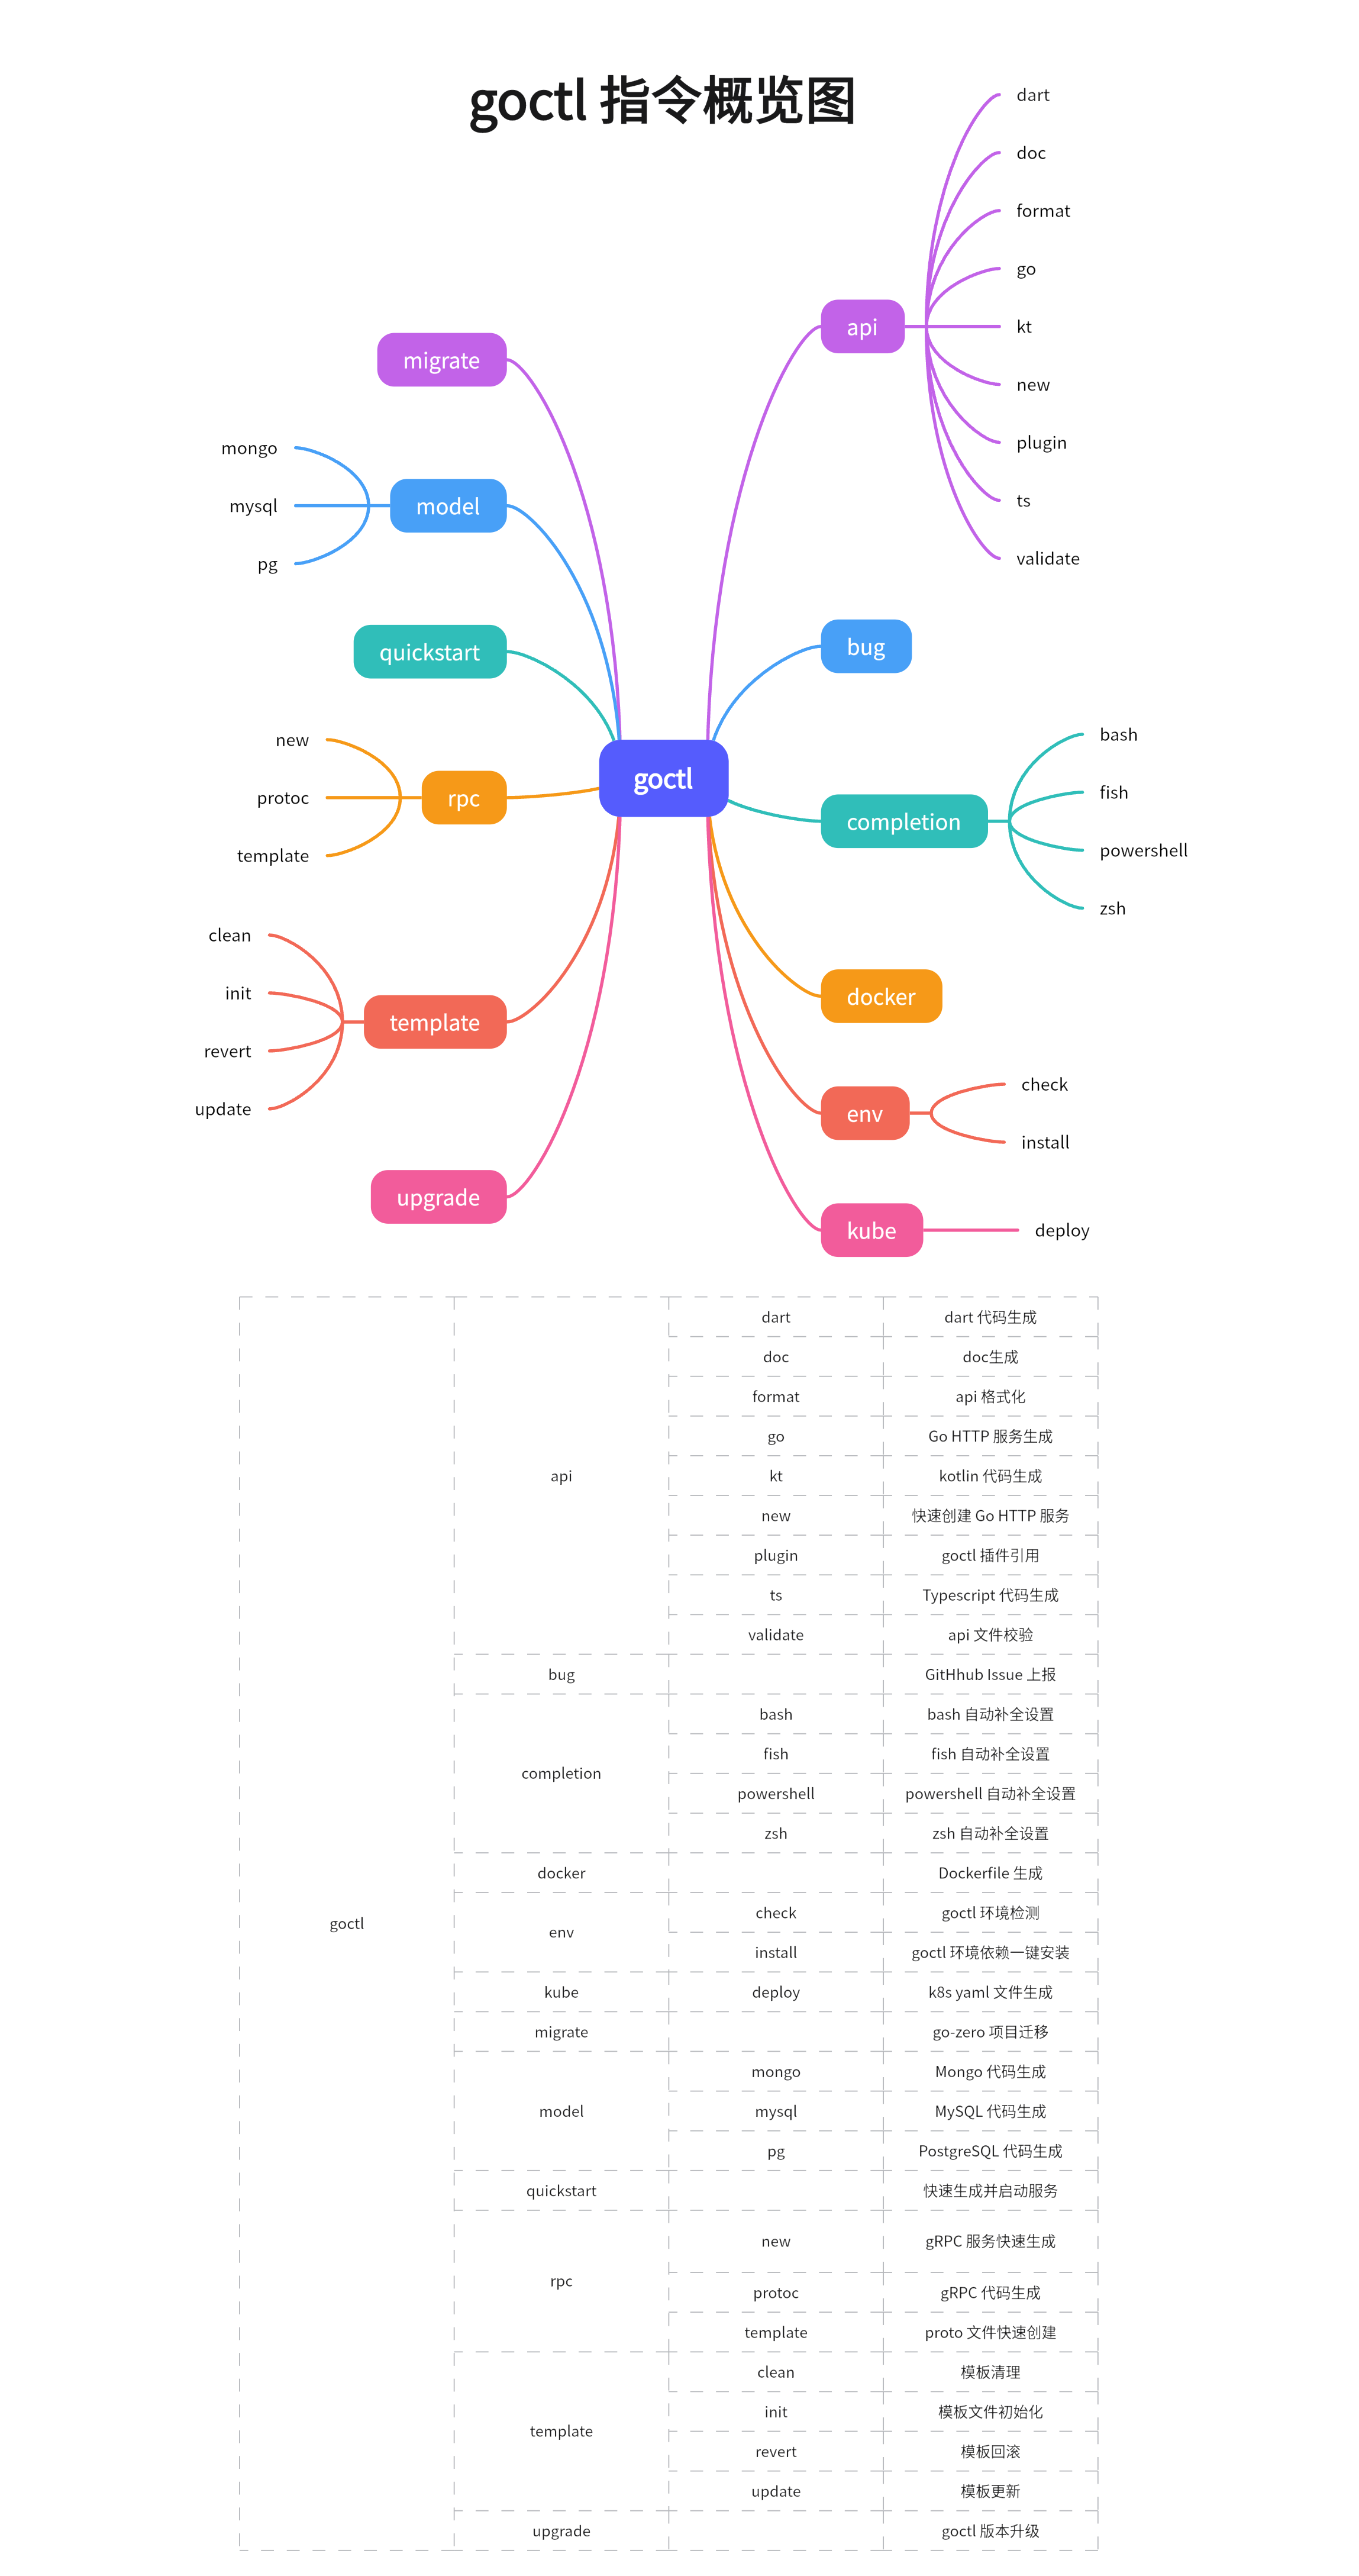 goctl 指令概览图
dart
doc
format
go
kt
new
plugin
ts
validate
api
migrate
mongo
mysql
pg
model
bug
quickstart
new
protoc
template
rpc
goctl
bash
fish
powershell
zsh
completion
clean
init
revert
update
template
docker
check
install
env
upgrade
kube
deploy
dart dart 代码生成
doc doc生成
format api 格式化
go Go HTTP 服务生成
api kt kotlin 代码生成
new 快速创建 Go HTTP 服务
plugin goctl 插件引用
ts Typescript 代码生成
validate api 文件校验
bug GitHhub Issue 上报
bash bash 自动补全设置
fish fish 自动补全设置
completion
powershell powershell 自动补全设置
zsh zsh 自动补全设置
docker Dockerfile 生成
check goctl 环境检测
goctl
env
install goctl 环境依赖一键安装
kube deploy k8s yaml 文件生成
migrate go-zero 项目迁移
mongo Mongo 代码生成
model mysql MySQL 代码生成
pg PostgreSQL 代码生成
quickstart 快速生成并启动服务
new gRPC 服务快速生成
rpc
protoc gRPC 代码生成
template proto 文件快速创建
clean 模板清理
init 模板文件初始化
template
revert 模板回滚
update 模板更新
upgrade goctl 版本升级